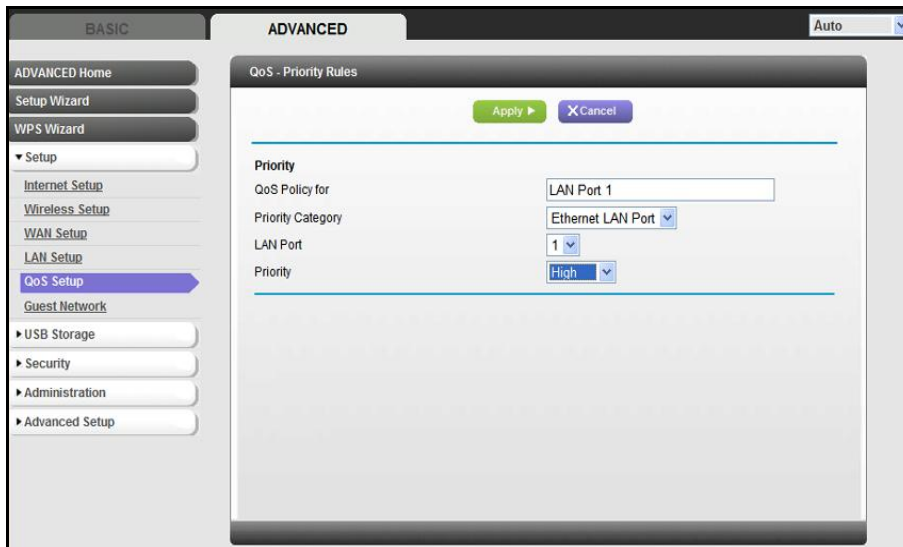 BASIC
ADVANCED
Auto
ADVANCED Home
Setup Wizard
WPS Wizard
▼ Setup
Internet Setup
Wireless Setup
WAN Setup
LAN Setup
QoS Setup
Guest Network
▶ USB Storage
▶ Security
▶ Administration
▶ Advanced Setup
QoS - Priority Rules
Apply ▶
X Cancel
Priority
QoS Policy for LAN Port 1
Priority Category Ethernet LAN Port
LAN Port 1
Priority High